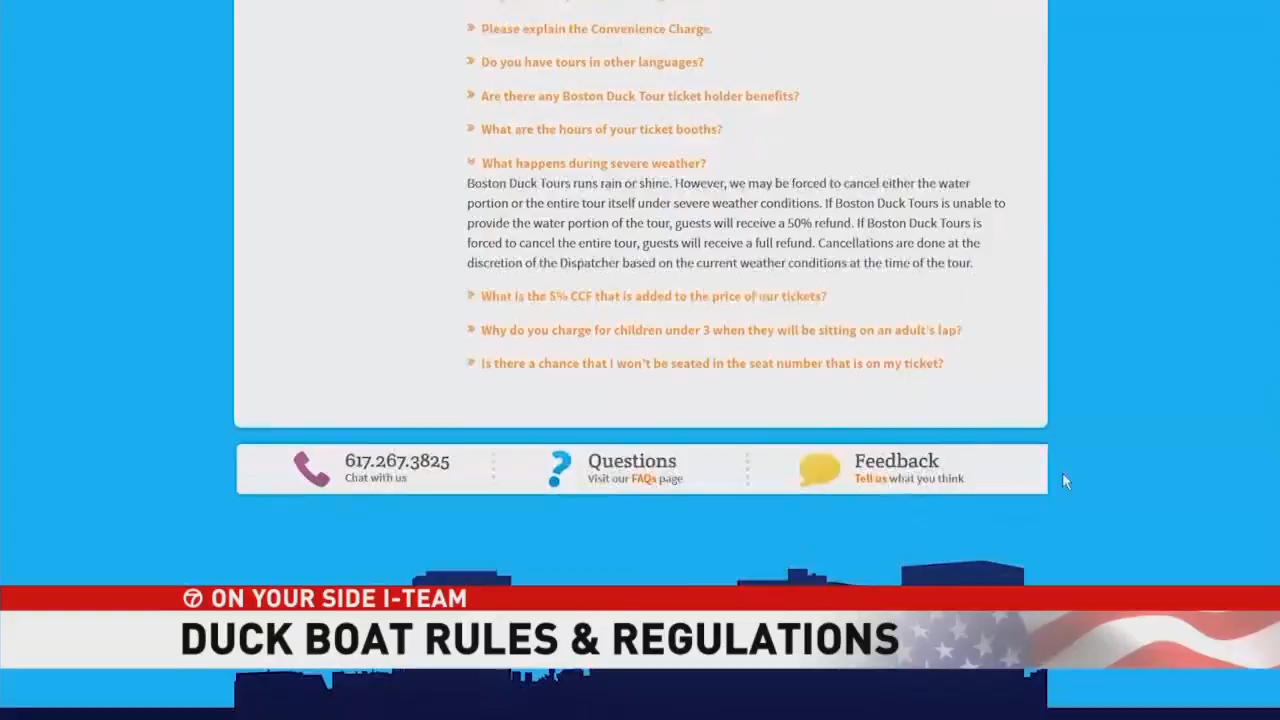 Please explain the Convenience Charge.
Do you have tours in other languages?
Are there any Boston Duck Tour ticket holder benefits?
What are the hours of your ticket booths?
What happens during severe weather?
Boston Duck Tours runs rain or shine. However, we may be forced to cancel either the water
portion or the entire tour itself under severe weather conditions. If Boston Duck Tours is unable to
provide the water portion of the tour, guests will receive a 50% refund. If Boston Duck Tours is
forced to cancel the entire tour, guests will receive a full refund. Cancellations are done at the
discretion of the Dispatcher based on the current weather conditions at the time of the tour.
What is the 5% CCF that is added to the price of our tickets?
Why do you charge for children under 3 when they will be sitting on an adult's lap?
Is there a chance that I won't be seated in the seat number that is on my ticket?
617.267.3825
Chat with us
Questions
Visit our FAQs page
Feedback
Tell us what you think
7 ON YOUR SIDE I-TEAM
DUCK BOAT RULES & REGULATIONS